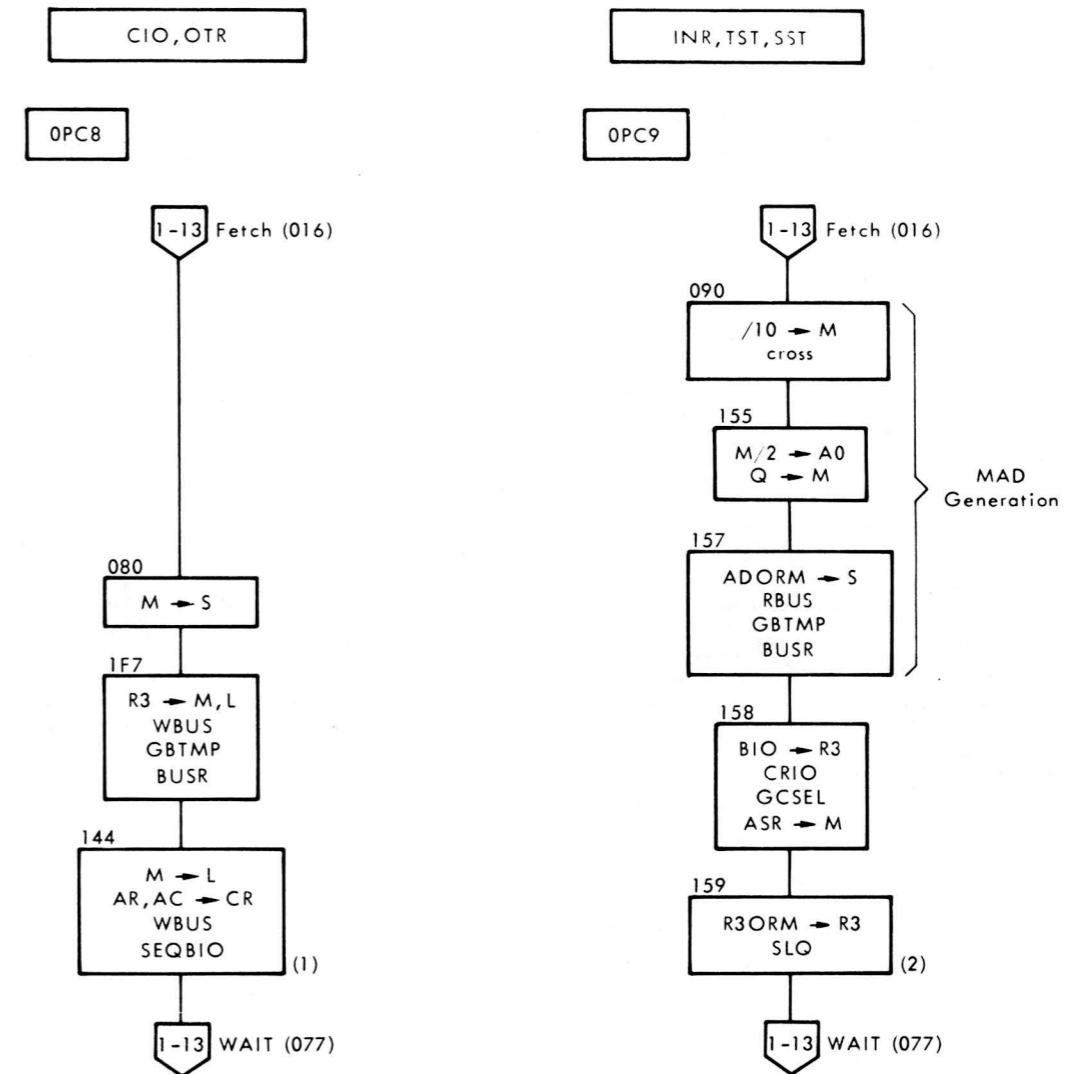 CIO,OTR
0PC8
1-13 Fetch (016)
080
M → S
1F7
R3 → M,L
WBUS
GBTMP
BUSR
144
M → L
AR,AC → CR
WBUS
SEQBIO
(1)
1-13 WAIT (077)
INR,TST,SST
0PC9
1-13 Fetch (016)
090
/10 → M
cross
155
M/2 → A0
Q → M
157
ADORM → S
RBUS
GBTMP
BUSR
MAD
Generation
158
BIO → R3
CRIO
GCSEL
ASR → M
159
R3ORM → R3
SLQ
(2)
1-13 WAIT (077)